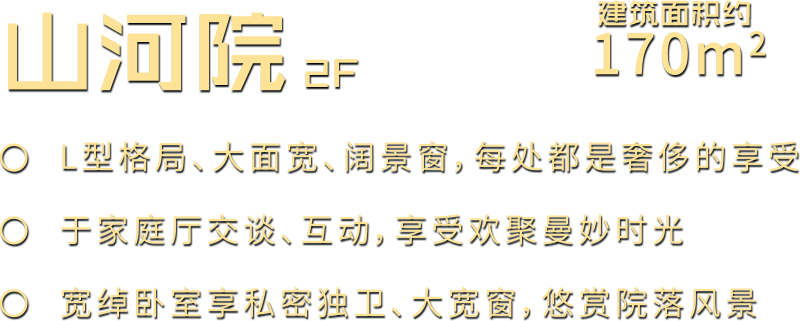 山河院 2F
建筑面积约
170m²
L型格局、大面宽、阔景窗，每处都是奢侈的享受
于家庭厅交谈、互动，享受欢聚曼妙时光
宽绰卧室享私密独卫、大宽窗，悠赏院落风景